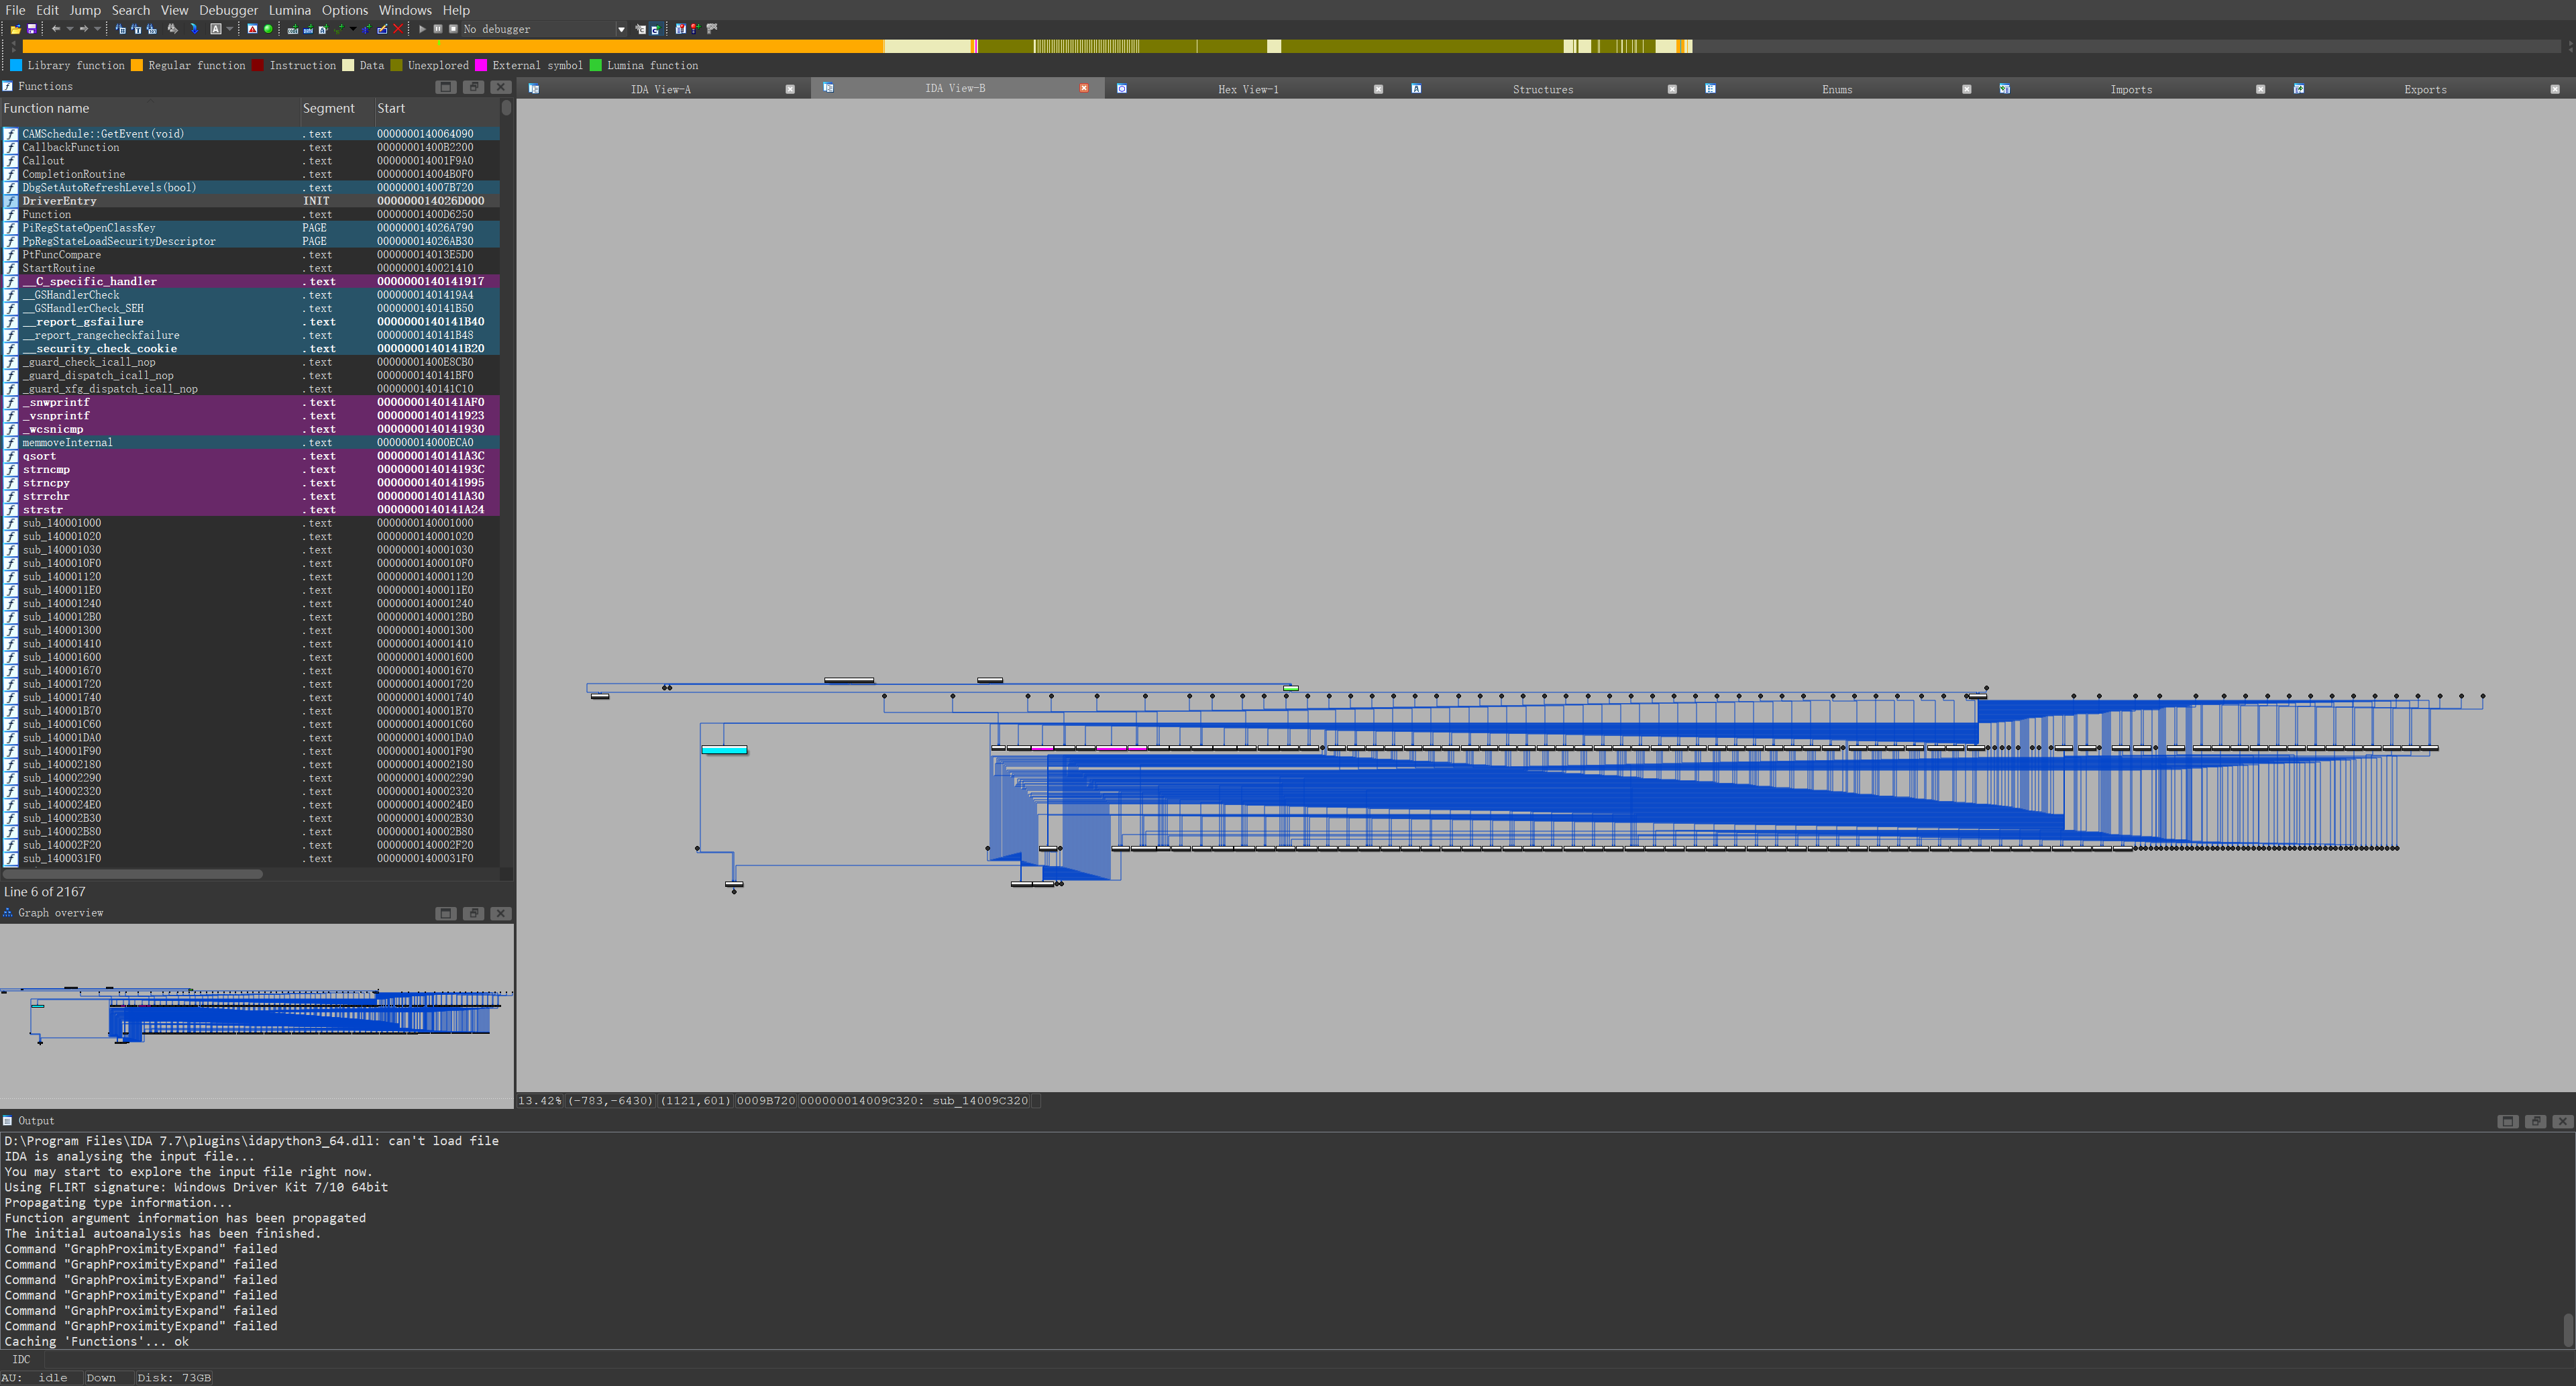 File Edit Jump Search View Debugger Lumina Options Windows Help
No debugger
Library function Regular function Instruction Data Unexplored External symbol Lumina function
Functions
IDA View-A IDA View-B Hex View-1 Structures Enums Imports Exports
Function name Segment Start
CAMSchedule::GetEvent(void) .text 0000000140064090
CallbackFunction .text 00000001400B2200
Callout .text 000000014001F9A0
CompletionRoutine .text 000000014004B0F0
DbgSetAutoRefreshLevels(bool) .text 000000014007B720
DriverEntry INIT 000000014026D000
Function .text 00000001400D6250
PiRegStateOpenClassKey PAGE 000000014026A790
PpRegStateLoadSecurityDescriptor PAGE 000000014026AB30
PtFuncCompare .text 000000014013E5D0
StartRoutine .text 0000000140021410
__C_specific_handler .text 0000000140141917
__GSHandlerCheck .text 00000001401419A4
__GSHandlerCheck_SEH .text 0000000140141B50
__report_gsfailure .text 0000000140141B40
__report_rangecheckfailure .text 0000000140141B48
__security_check_cookie .text 0000000140141B20
_guard_check_icall_nop .text 00000001400E8CB0
_guard_dispatch_icall_nop .text 0000000140141BF0
_guard_xfg_dispatch_icall_nop .text 0000000140141C10
_snwprintf .text 0000000140141AF0
_vsnprintf .text 0000000140141923
_wcsnicmp .text 0000000140141930
memmoveInternal .text 000000014000ECA0
qsort .text 0000000140141A3C
strncmp .text 000000014014193C
strncpy .text 0000000140141995
strrchr .text 0000000140141A30
strstr .text 0000000140141A24
sub_140001000 .text 0000000140001000
sub_140001020 .text 0000000140001020
sub_140001030 .text 0000000140001030
sub_1400010F0 .text 00000001400010F0
sub_140001120 .text 0000000140001120
sub_1400011E0 .text 00000001400011E0
sub_140001240 .text 0000000140001240
sub_1400012B0 .text 00000001400012B0
sub_140001300 .text 0000000140001300
sub_140001410 .text 0000000140001410
sub_140001600 .text 0000000140001600
sub_140001670 .text 0000000140001670
sub_140001720 .text 0000000140001720
sub_140001740 .text 0000000140001740
sub_140001B70 .text 0000000140001B70
sub_140001C60 .text 0000000140001C60
sub_140001DA0 .text 0000000140001DA0
sub_140001F90 .text 0000000140001F90
sub_140002180 .text 0000000140002180
sub_140002290 .text 0000000140002290
sub_140002320 .text 0000000140002320
sub_1400024E0 .text 00000001400024E0
sub_140002B30 .text 0000000140002B30
sub_140002B80 .text 0000000140002B80
sub_140002F20 .text 0000000140002F20
sub_1400031F0 .text 00000001400031F0
Line 6 of 2167
Graph overview
13.42% (-783,-6430) (1121,601) 0009B720 000000014009C320: sub_14009C320
Output
D:\Program Files\IDA 7.7\plugins\idapython3_64.dll: can't load file
IDA is analysing the input file...
You may start to explore the input file right now.
Using FLIRT signature: Windows Driver Kit 7/10 64bit
Propagating type information...
Function argument information has been propagated
The initial autoanalysis has been finished.
Command "GraphProximityExpand" failed
Command "GraphProximityExpand" failed
Command "GraphProximityExpand" failed
Command "GraphProximityExpand" failed
Command "GraphProximityExpand" failed
Command "GraphProximityExpand" failed
Caching 'Functions'... ok
IDC
AU: idle Down Disk: 73GB